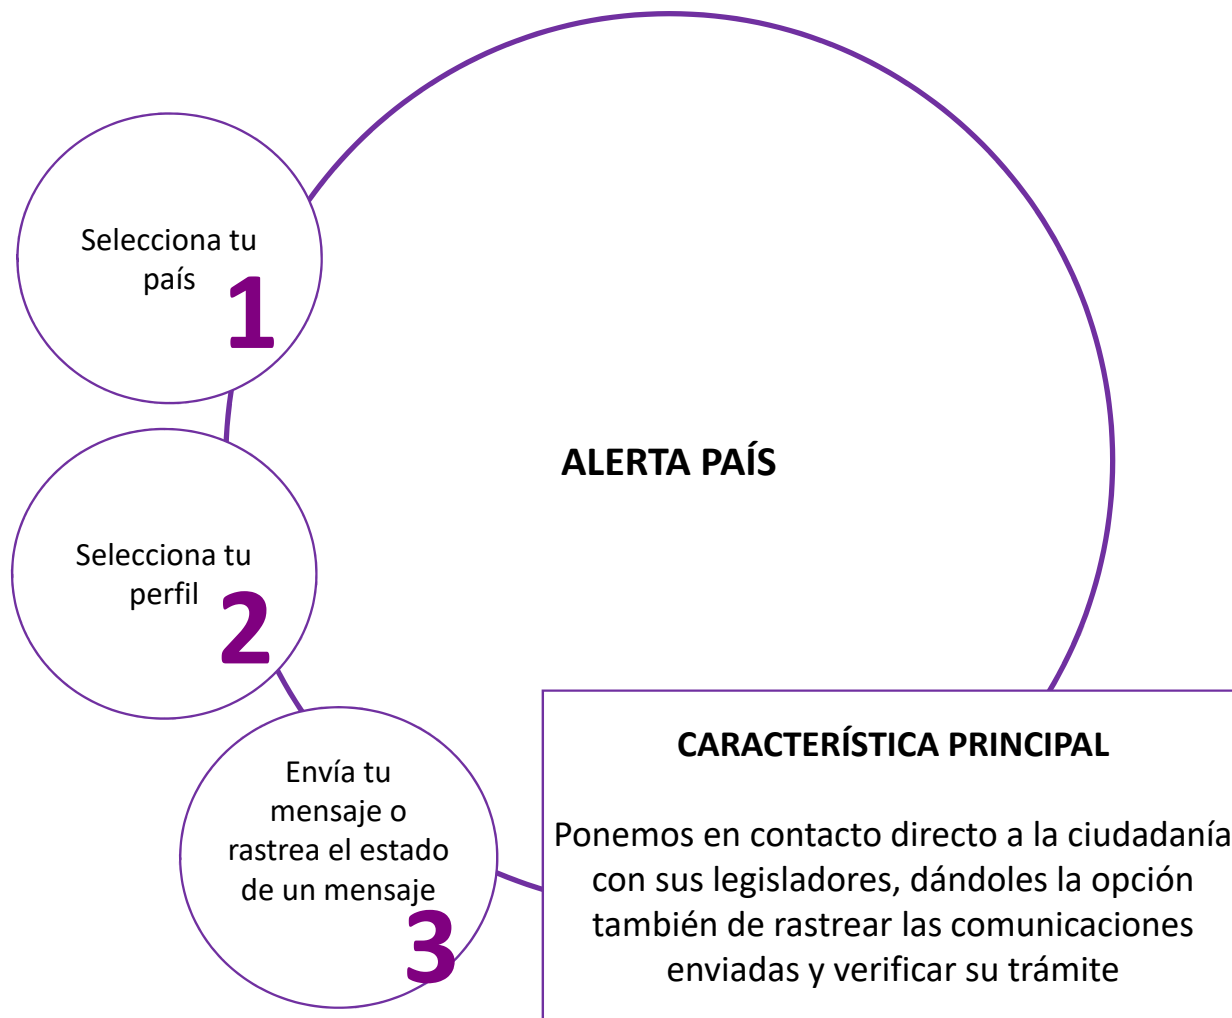 Selecciona tu
país
1
ALERTA PAÍS
Selecciona tu
perfil
2
Envía tu
mensaje o
rastrea el estado
de un mensaje
3
CARACTERÍSTICA PRINCIPAL
Ponemos en contacto directo a la ciudadanía
con sus legisladores, dándoles la opción
también de rastrear las comunicaciones
enviadas y verificar su trámite